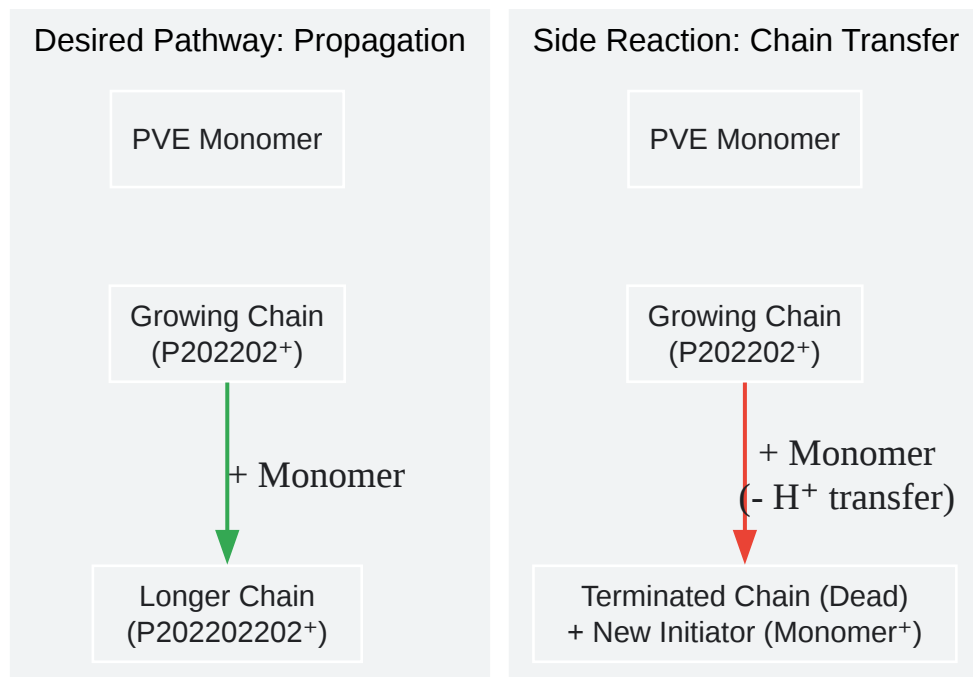 Desired Pathway: Propagation
PVE Monomer
Growing Chain
(P202202⁺)
+ Monomer
Longer Chain
(P202202202⁺)
Side Reaction: Chain Transfer
PVE Monomer
Growing Chain
(P202202⁺)
+ Monomer
(- H⁺ transfer)
Terminated Chain (Dead)
+ New Initiator (Monomer⁺)